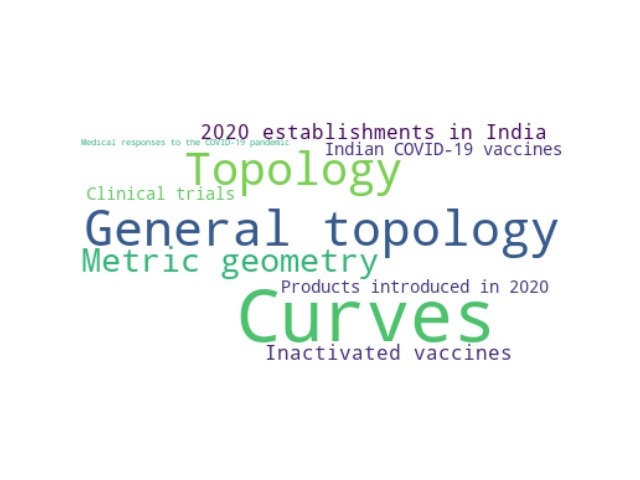 2020 establishments in India
Medical responses to the COVID-19 pandemic
Indian COVID-19 vaccines
Topology
Clinical trials
General topology
Metric geometry
Products introduced in 2020
Curves
Inactivated vaccines